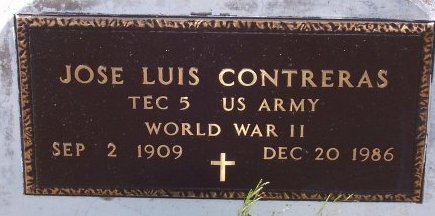 JOSE LUIS CONTRERAS
TEC 5 US ARMY
WORLD WAR II
SEP 2 1909 DEC 20 1986